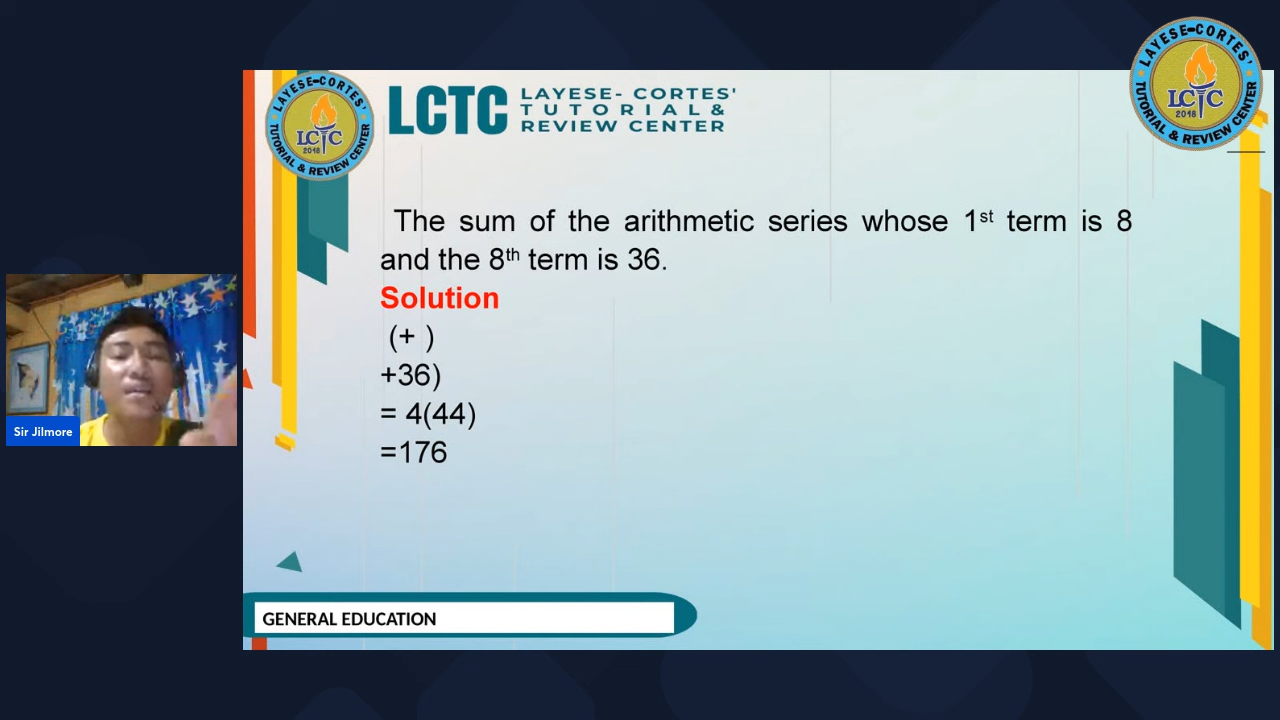 LAYESE-CORTES'
LCTC
2018
TUTORIAL & REVIEW CENTER
LCTC
LAYESE- CORTES'
TUTORIAL &
REVIEW CENTER
LAYESE-CORTES'
LCTC
2018
TUTORIAL & REVIEW CENTER
The sum of the arithmetic series whose 1st term is 8
and the 8th term is 36.
Solution
(+ )
+36)
= 4(44)
=176
Sir Jilmore
GENERAL EDUCATION